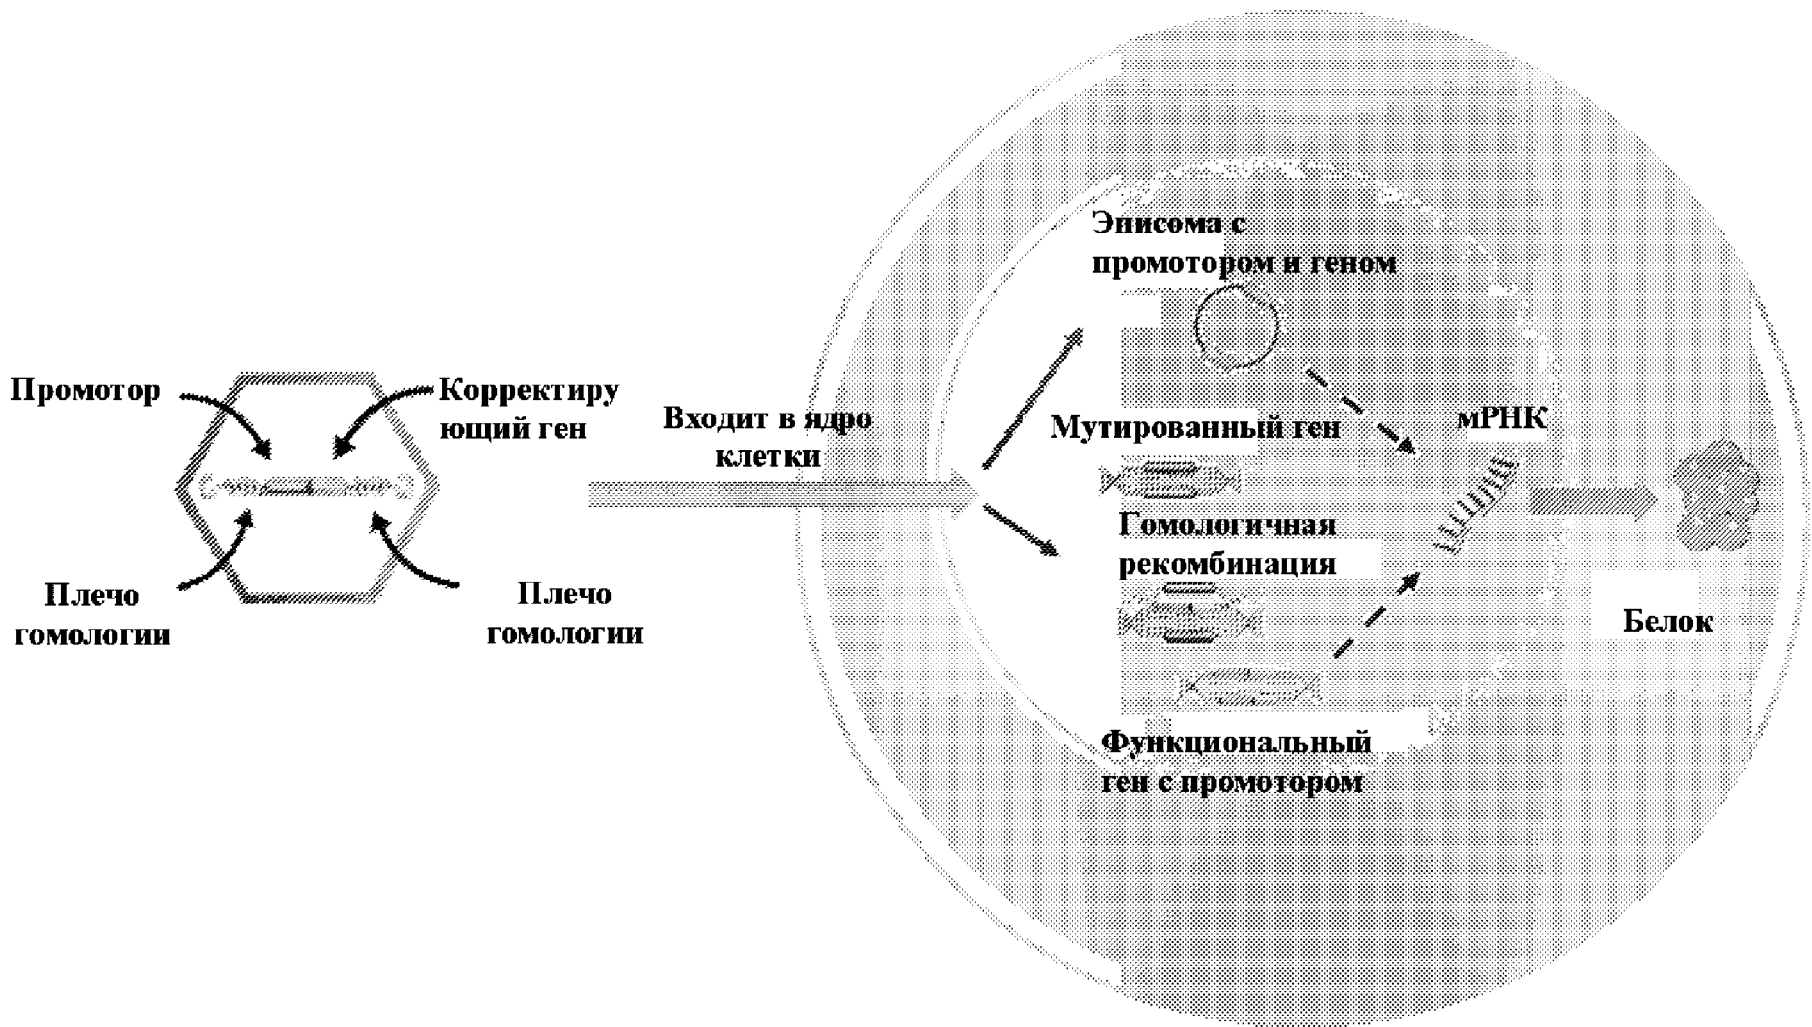 Промотор
Корректиру
ющий ген
Плечо
гомологии
Плечо
гомологии
Входит в ядро
клетки
Эписома с
промотором и геном
Мутированный ген
Гомологичная
рекомбинация
Функциональный
ген с промотором
мРНК
Белок